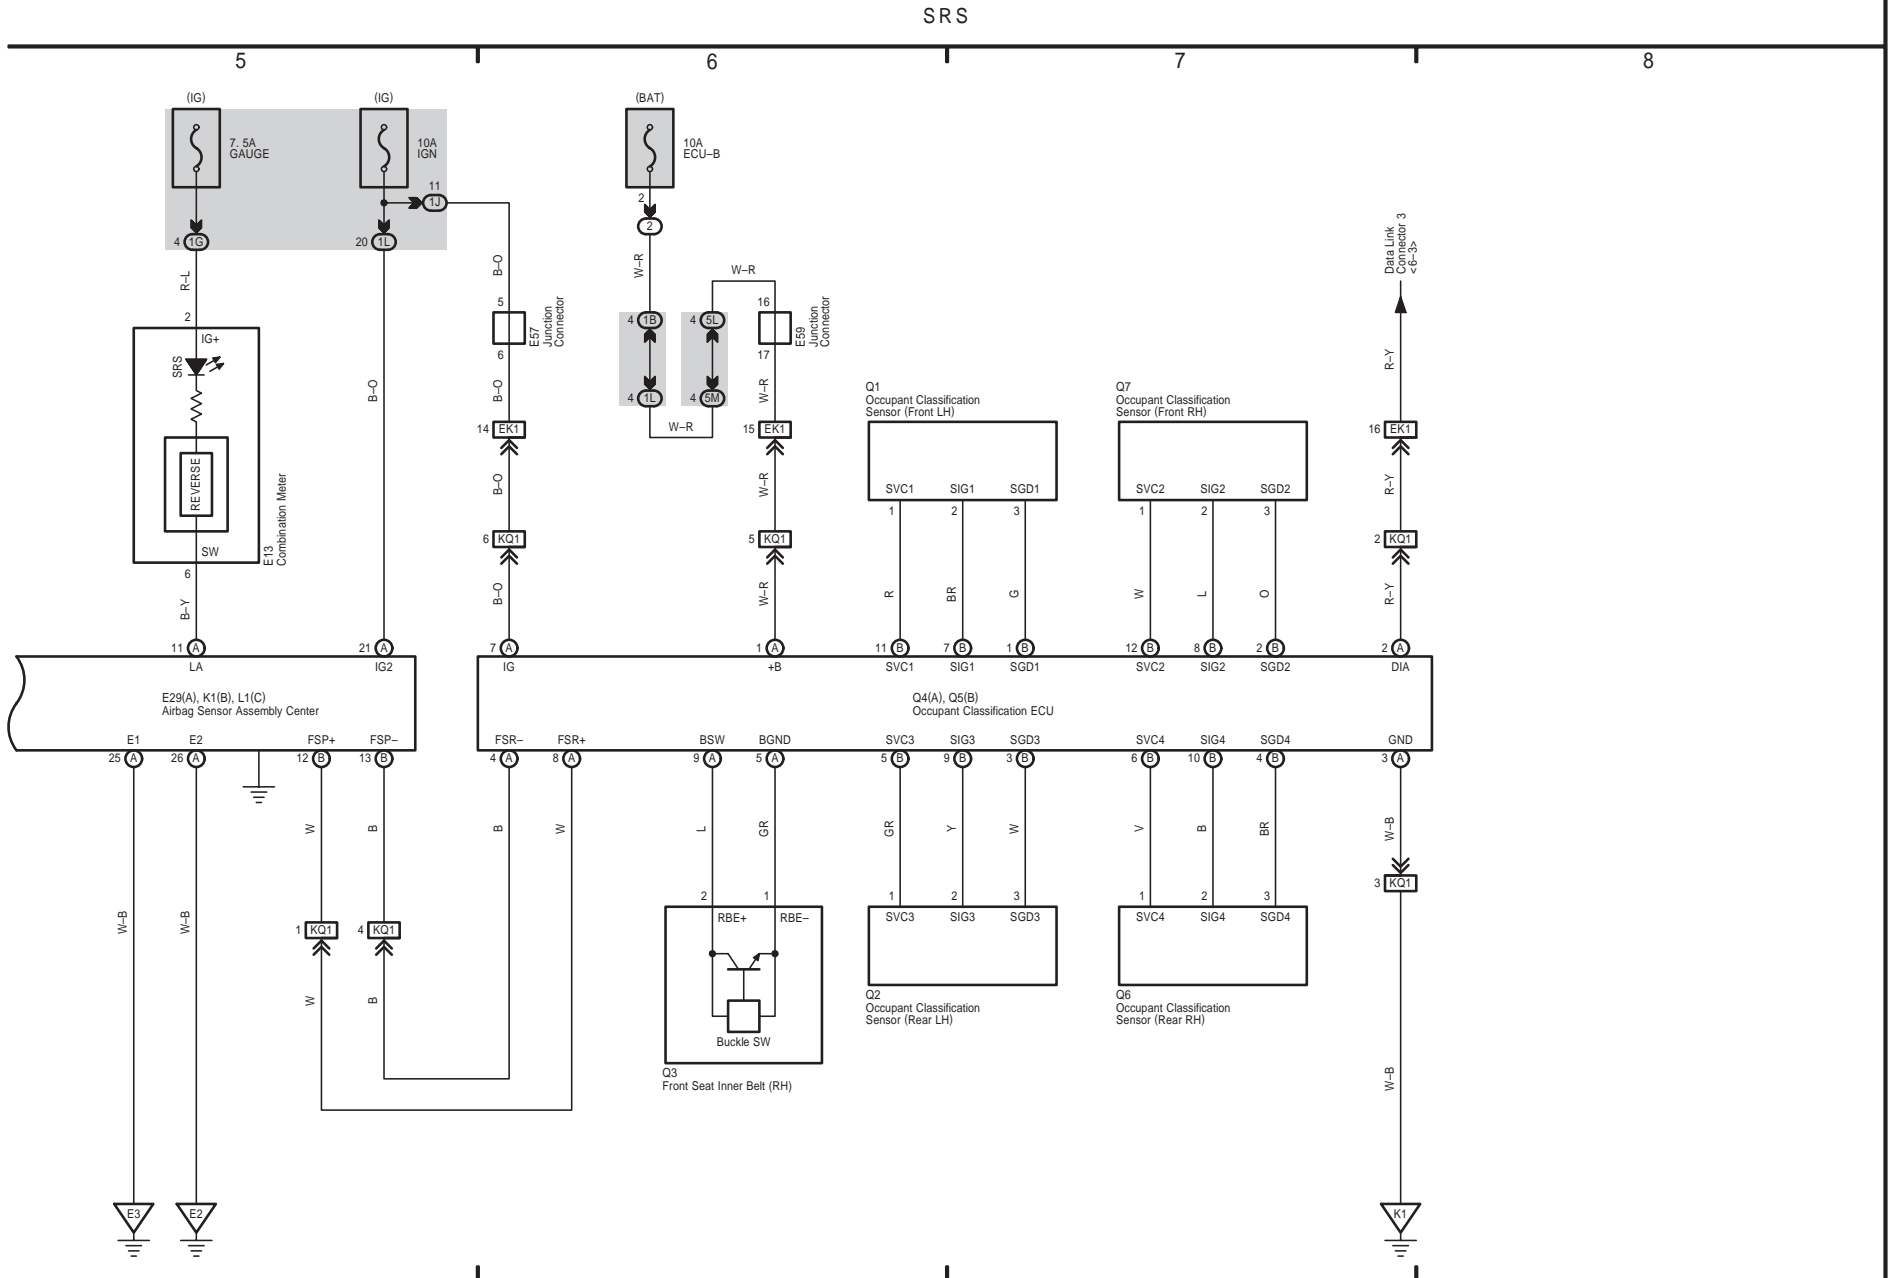 SRS
5
6
7
8
(IG)
(IG)
(BAT)
7. 5A
GAUGE
10A
IGN
10A
ECU–B
11
1J
2
2
4 1G
20 1L
Data Link
Connector 3
<6–3>
R–L
B–O
W–R
W–R
5
16
2
E57
Junction
Connector
4 1B
4 5L
E59
Junction
Connector
IG+
6
17
SRS
R–Y
B–O
B–O
W–R
4 1L
4 5M
Q1
Occupant Classification
Sensor (Front LH)
Q7
Occupant Classification
Sensor (Front RH)
W–R
14 EK1
15 EK1
16 EK1
REVERSE
B–O
W–R
R–Y
SVC1
SIG1
SGD1
SVC2
SIG2
SGD2
1
2
3
1
2
3
E13
Combination Meter
SW
6 KQ1
5 KQ1
2 KQ1
6
B–Y
B–O
W–R
R
BR
G
W
L
O
R–Y
11 A
21 A
7 A
1 A
11 B
7 B
1 B
12 B
8 B
2 B
2 A
LA
IG2
IG
+B
SVC1
SIG1
SGD1
SVC2
SIG2
SGD2
DIA
E29(A), K1(B), L1(C)
Airbag Sensor Assembly Center
Q4(A), Q5(B)
Occupant Classification ECU
E1
E2
FSP+
FSP–
FSR–
FSR+
BSW
BGND
SVC3
SIG3
SGD3
SVC4
SIG4
SGD4
GND
25 A
26 A
12 B
13 B
4 A
8 A
9 A
5 A
5 B
9 B
3 B
6 B
10 B
4 B
3 A
W
B
B
W
L
GR
GR
Y
W
V
B
BR
W–B
3 KQ1
2
1
1
2
3
1
2
3
W–B
W–B
1 KQ1
4 KQ1
RBE+
RBE–
SVC3
SIG3
SGD3
SVC4
SIG4
SGD4
W
B
Q2
Occupant Classification
Sensor (Rear LH)
Q6
Occupant Classification
Sensor (Rear RH)
Buckle SW
Q3
Front Seat Inner Belt (RH)
W–B
E3
E2
K1